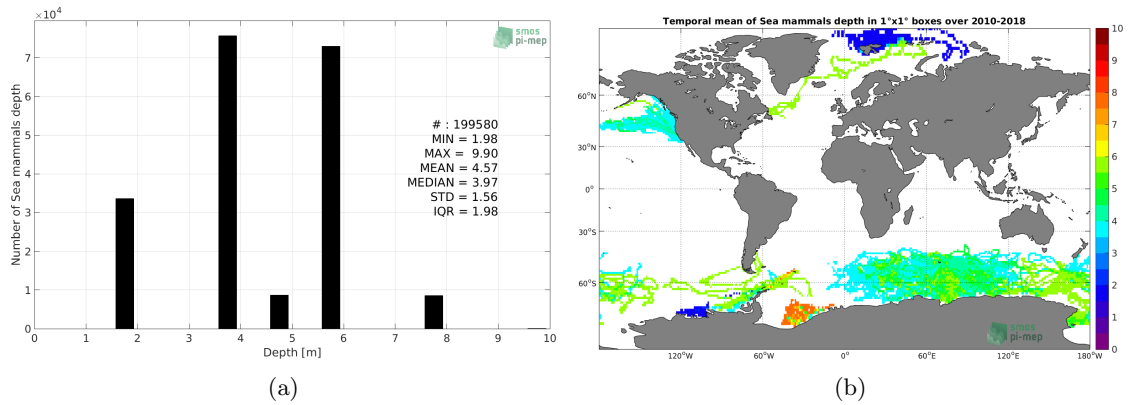 ×10⁴
8
7
6
5
4
3
2
1
0
Number of Sea mammals depth
smos
pi-mep
# : 199580
MIN = 1.98
MAX = 9.90
MEAN = 4.57
MEDIAN = 3.97
STD = 1.56
IQR = 1.98
0 1 2 3 4 5 6 7 8 9 10
Depth [m]
(a)
Temporal mean of Sea mammals depth in 1°x1° boxes over 2010-2018
60°N
30°N
0°
30°S
60°S
120°W 60°W 0° 60°E 120°E 180°W
smos
pi-mep
10
9
8
7
6
5
4
3
2
1
0
(b)